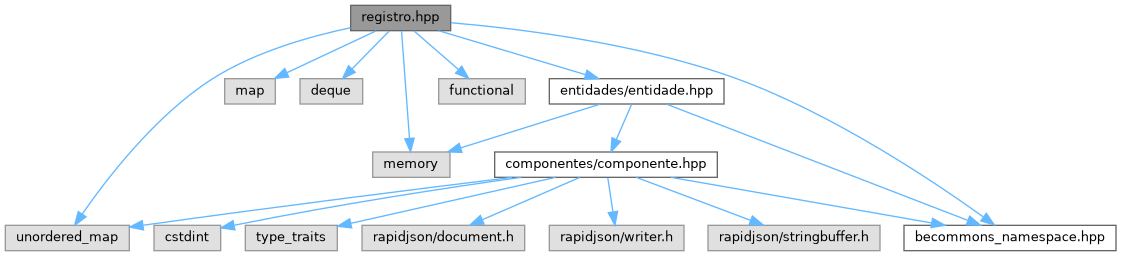 registro.hpp
map
deque
functional
entidades/entidade.hpp
memory
componentes/componente.hpp
unordered_map
cstdint
type_traits
rapidjson/document.h
rapidjson/writer.h
rapidjson/stringbuffer.h
becommons_namespace.hpp